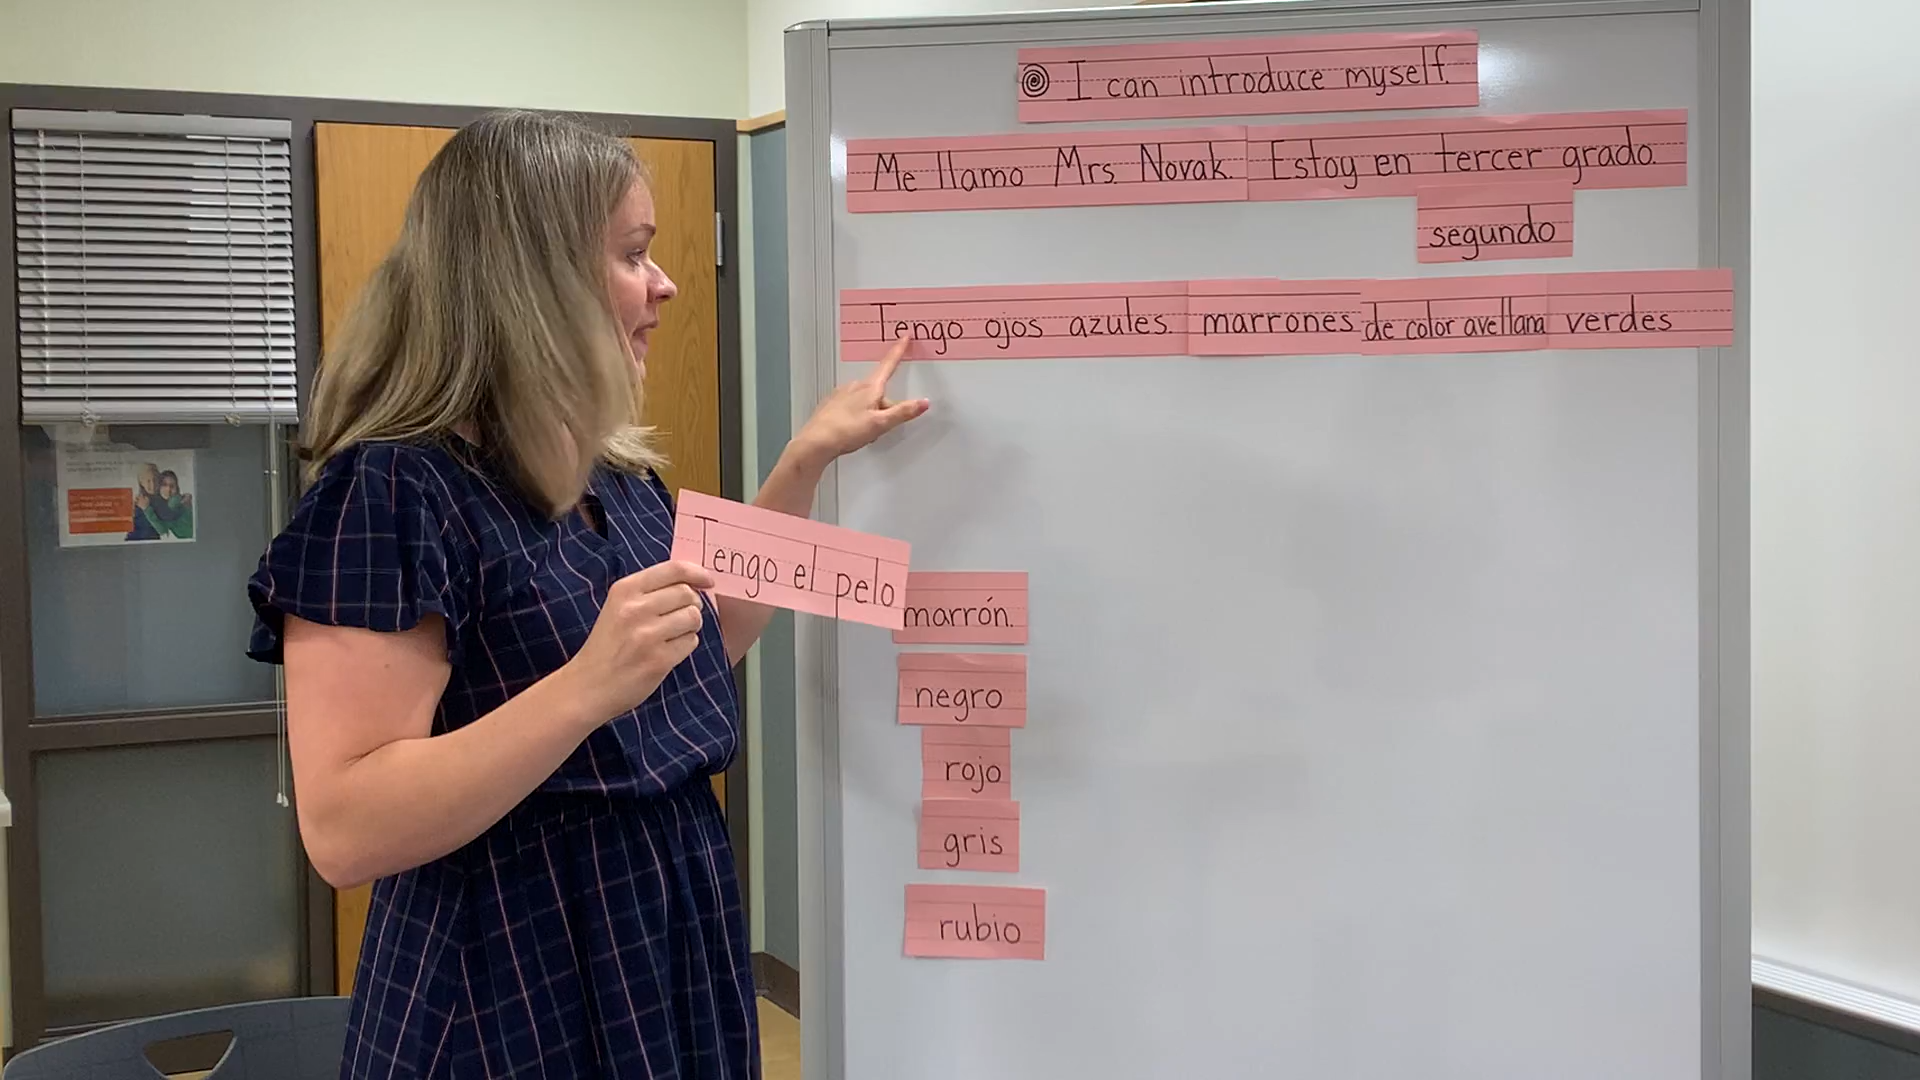 I can introduce myself.
Me llamo Mrs. Novak. Estoy en tercer grado.
segundo
Tengo ojos azules. marrones de color avellana verdes
Tengo el pelo
marrón.
negro
rojo
gris
rubio